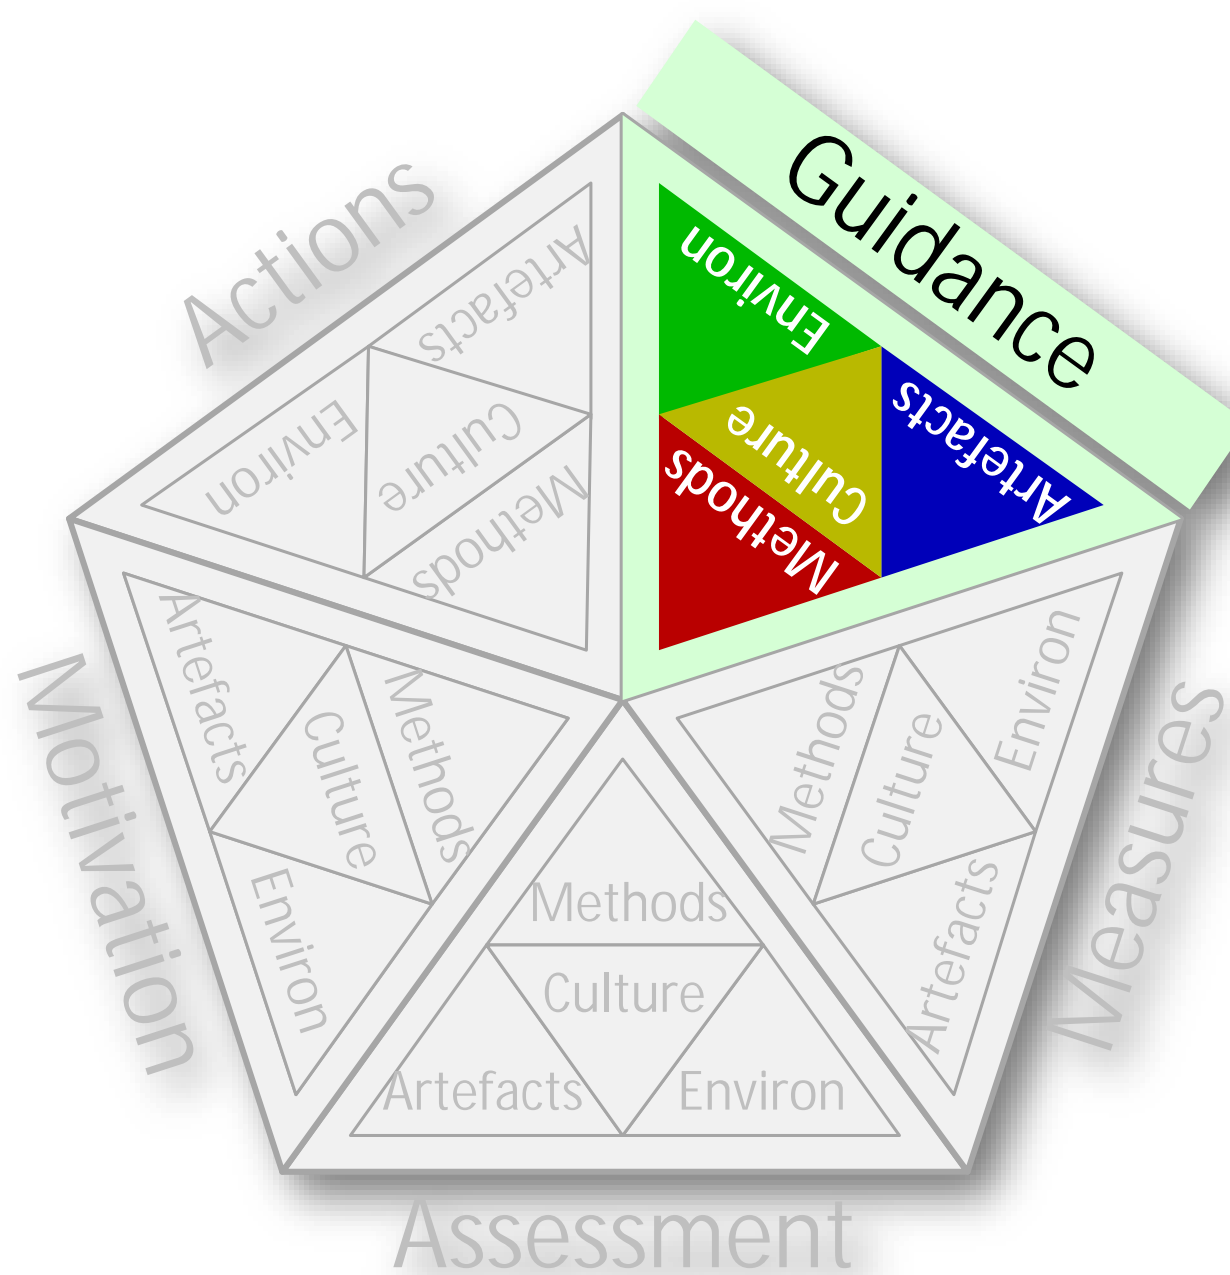 Guidance
Environ
Culture
Artefacts
Methods
Measures
Environ
Methods
Culture
Artefacts
Assessment
Methods
Culture
Artefacts
Environ
Motivation
Artefacts
Methods
Culture
Environ
Actions
Artefacts
Environ
Culture
Methods